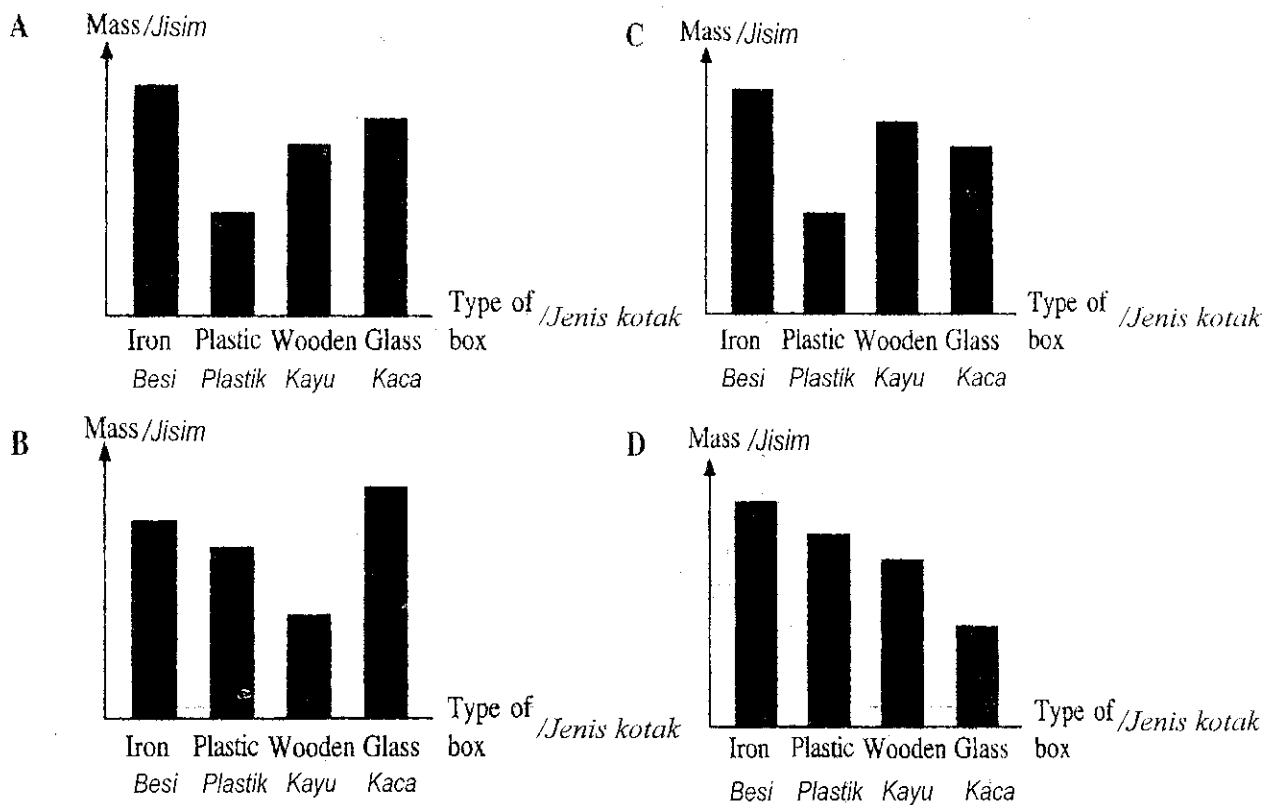 A
Mass /Jisim
Type of /Jenis kotak
box
Iron Plastic Wooden Glass
Besi Plastik Kayu Kaca
C
Mass /Jisim
Type of /Jenis kotak
box
Iron Plastic Wooden Glass
Besi Plastik Kayu Kaca
B
Mass /Jisim
Type of /Jenis kotak
box
Iron Plastic Wooden Glass
Besi Plastik Kayu Kaca
D
Mass /Jisim
Type of /Jenis kotak
box
Iron Plastic Wooden Glass
Besi Plastik Kayu Kaca